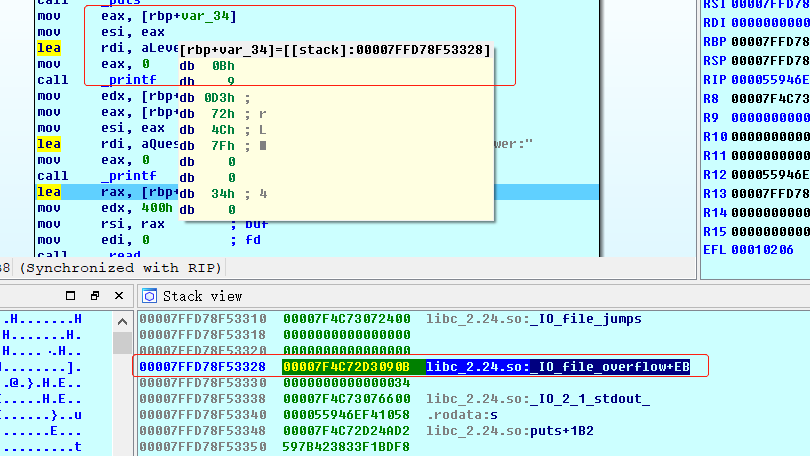 call _puts
mov eax, [rbp+var_34]
mov esi, eax
lea rdi, aLeve
mov eax, 0
call _printf
mov edx, [rbp+
mov eax, [rbp+
mov esi, eax
lea rdi, aQues wer:"
mov eax, 0
call _printf
lea rax, [rbp+
mov edx, 400h
mov rsi, rax ; buf
mov edi, 0 ; fd
call _read
[rbp+var_34]=[[stack]:00007FFD78F53328]
db 0Bh
db 9
db 0D3h ;
db 72h ; r
db 4Ch ; L
db 7Fh ; ■
db 0
db 0
db 34h ; 4
db 0
RSI 00007FFD78
RDI 0000000000
RBP 00007FFD78
RSP 00007FFD78
RIP 000055946E
R8 00007F4C73
R9 0000000000
R10 0000000000
R11 0000000000
R12 000055946E
R13 00007FFD78
R14 0000000000
R15 0000000000
EFL 00010206
38 (Synchronized with RIP)
Stack view
.H.......H
H.......H.
H.... ·.H..
H........].
.@.}.H.E..
[......}..u
......E...
..........t
00007FFD78F53310 00007F4C73072400 libc_2.24.so:_IO_file_jumps
00007FFD78F53318 0000000000000000
00007FFD78F53320 0000000000000000
00007FFD78F53328 00007F4C72D3090B libc_2.24.so:_IO_file_overflow+EB
00007FFD78F53330 0000000000000034
00007FFD78F53338 00007F4C73076600 libc_2.24.so:_IO_2_1_stdout_
00007FFD78F53340 000055946EF41058 .rodata:s
00007FFD78F53348 00007F4C72D24AD2 libc_2.24.so:puts+1B2
00007FFD78F53350 597B423833F1BDF8